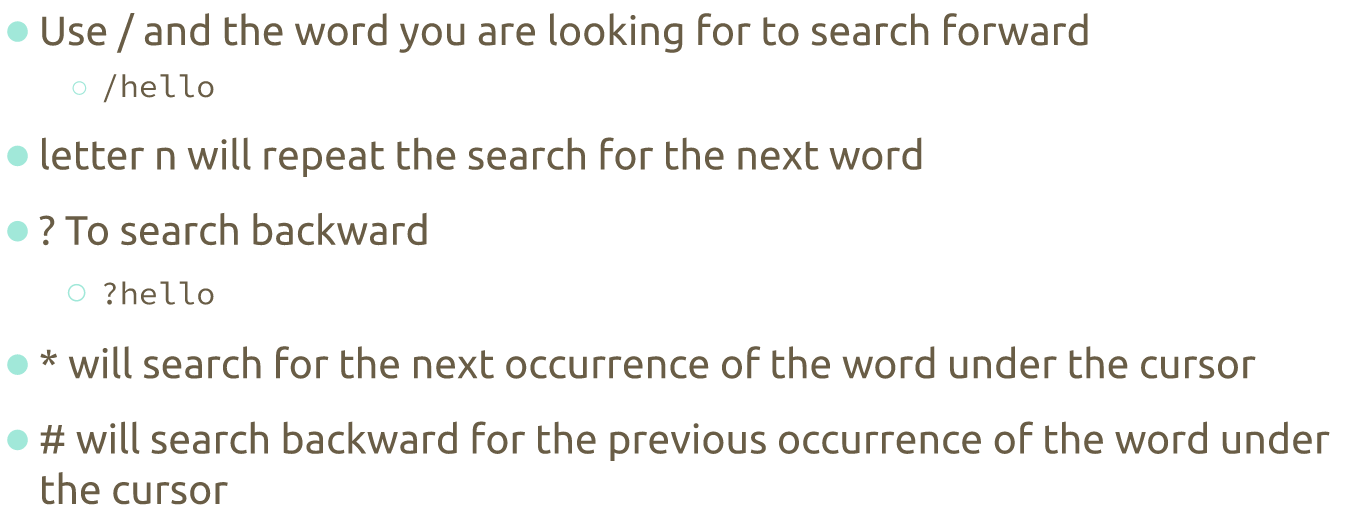 Use / and the word you are looking for to search forward
/hello
letter n will repeat the search for the next word
? To search backward
?hello
* will search for the next occurrence of the word under the cursor
# will search backward for the previous occurrence of the word under
the cursor